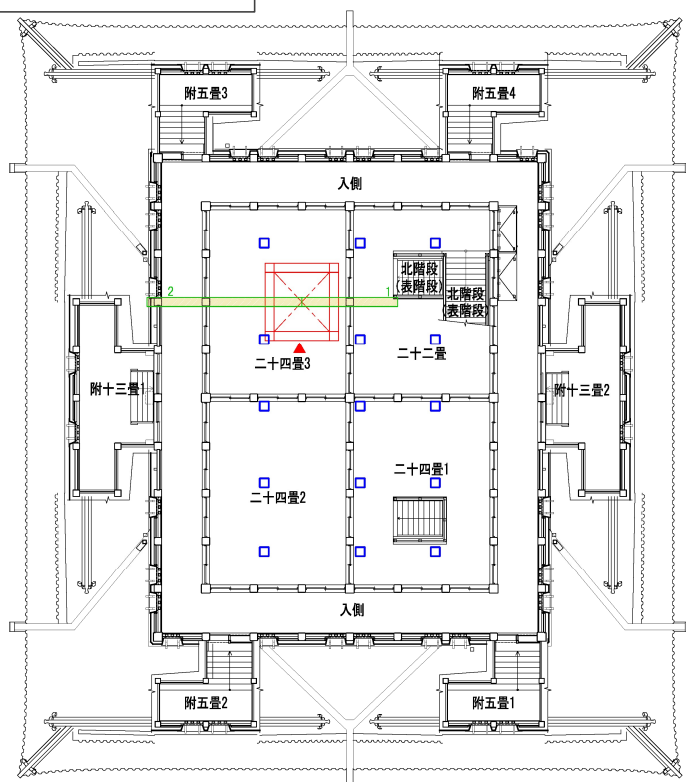 附五畳3
附五畳4
入側
北階段
(表階段)
北階段
(表階段)
2
1
二十四畳3
二十二畳
附十三畳1
附十三畳2
二十四畳1
二十四畳2
入側
附五畳2
附五畳1